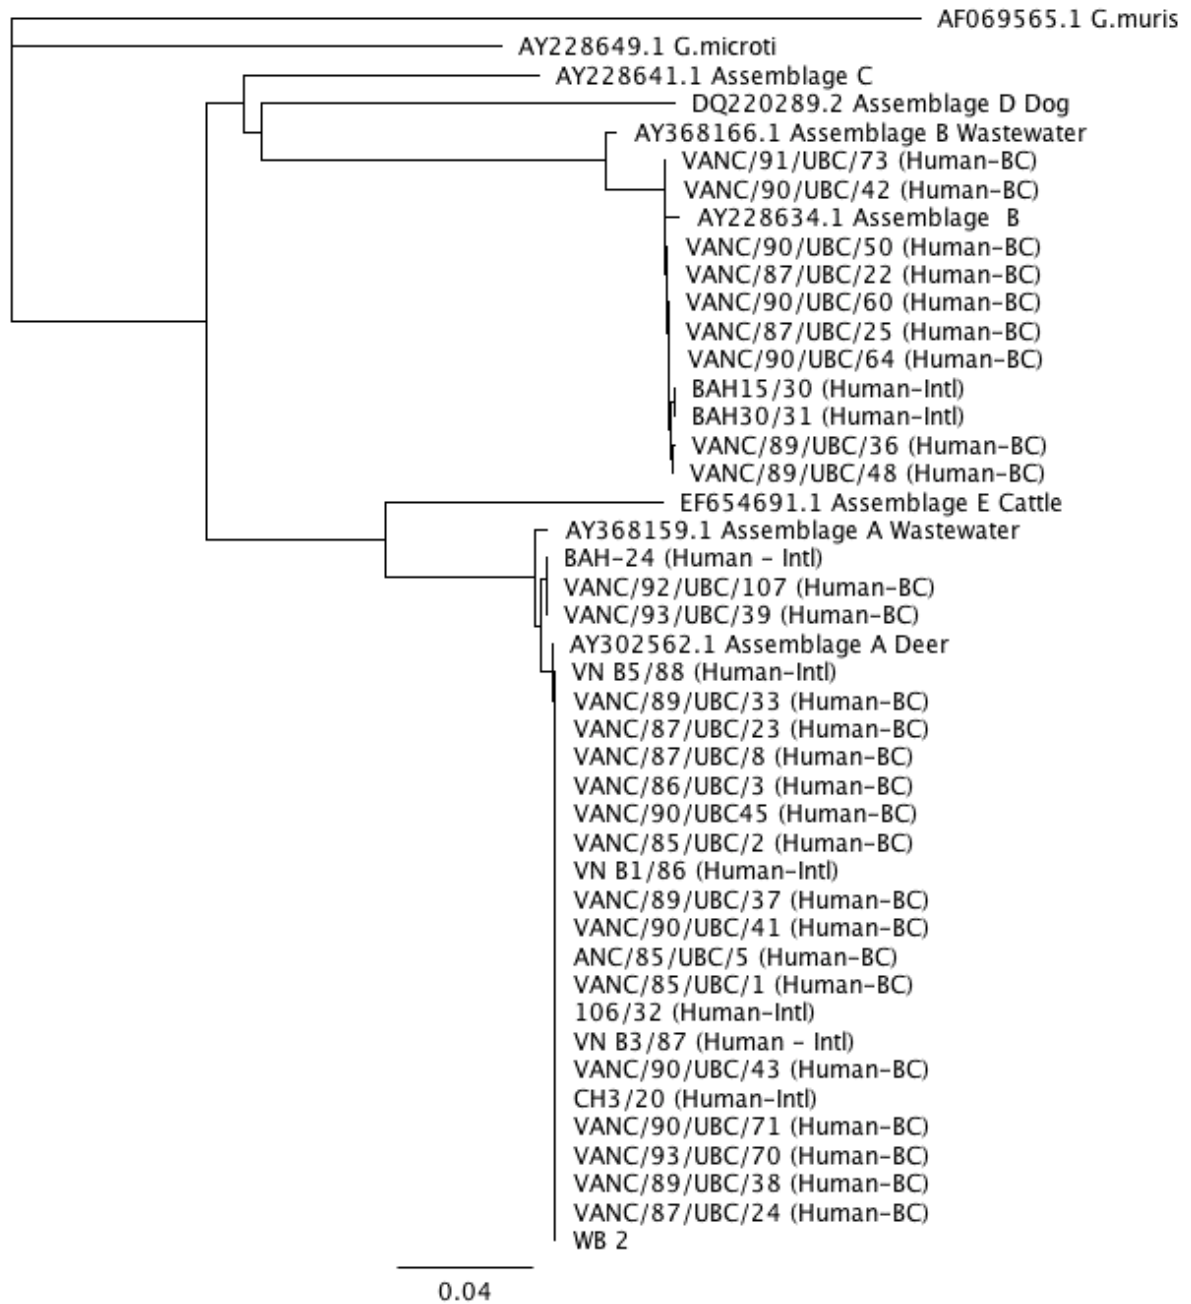 AF069565.1 G.muris
AY228649.1 G.microti
AY228641.1 Assemblage C
DQ220289.2 Assemblage D Dog
AY368166.1 Assemblage B Wastewater
VANC/91/UBC/73 (Human-BC)
VANC/90/UBC/42 (Human-BC)
AY228634.1 Assemblage  B
VANC/90/UBC/50 (Human-BC)
VANC/87/UBC/22 (Human-BC)
VANC/90/UBC/60 (Human-BC)
VANC/87/UBC/25 (Human-BC)
VANC/90/UBC/64 (Human-BC)
BAH15/30 (Human-Intl)
BAH30/31 (Human-Intl)
VANC/89/UBC/36 (Human-BC)
VANC/89/UBC/48 (Human-BC)
EF654691.1 Assemblage E Cattle
AY368159.1 Assemblage A Wastewater
BAH-24 (Human - Intl)
VANC/92/UBC/107 (Human-BC)
VANC/93/UBC/39 (Human-BC)
AY302562.1 Assemblage A Deer
VN B5/88 (Human-Intl)
VANC/89/UBC/33 (Human-BC)
VANC/87/UBC/23 (Human-BC)
VANC/87/UBC/8 (Human-BC)
VANC/86/UBC/3 (Human-BC)
VANC/90/UBC45 (Human-BC)
VANC/85/UBC/2 (Human-BC)
VN B1/86 (Human-Intl)
VANC/89/UBC/37 (Human-BC)
VANC/90/UBC/41 (Human-BC)
ANC/85/UBC/5 (Human-BC)
VANC/85/UBC/1 (Human-BC)
106/32 (Human-Intl)
VN B3/87 (Human - Intl)
VANC/90/UBC/43 (Human-BC)
CH3/20 (Human-Intl)
VANC/90/UBC/71 (Human-BC)
VANC/93/UBC/70 (Human-BC)
VANC/89/UBC/38 (Human-BC)
VANC/87/UBC/24 (Human-BC)
WB 2
0.04